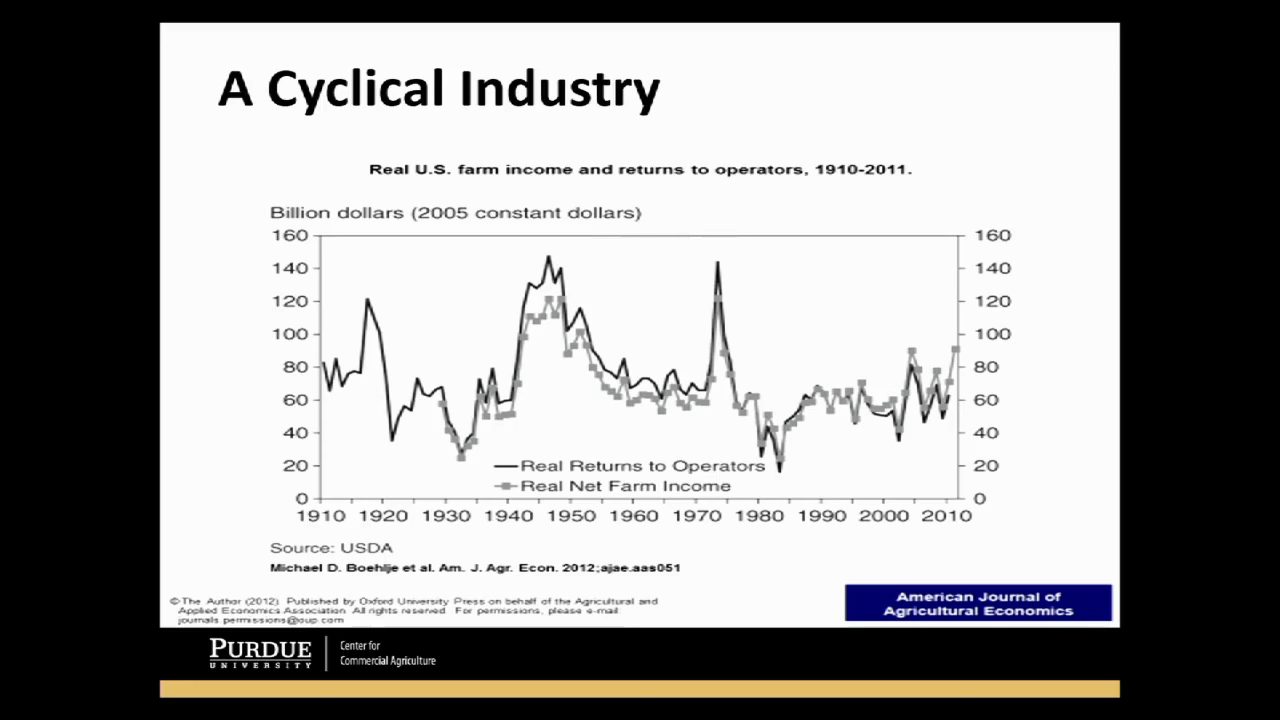 A Cyclical Industry
Real U.S. farm income and returns to operators, 1910-2011.
Billion dollars (2005 constant dollars)
160 160
140 140
120 120
100 100
80 80
60 60
40 40
20 20
0 0
Real Returns to Operators
Real Net Farm Income
1910 1920 1930 1940 1950 1960 1970 1980 1990 2000 2010
Source: USDA
Michael D. Boehlje et al. Am. J. Agr. Econ. 2012;ajae.aas051
© The Author (2012). Published by Oxford University Press on behalf of the Agricultural and
Applied Economics Association. All rights reserved. For permissions, please e-mail:
journals.permissions@oup.com
American Journal of
Agricultural Economics
PURDUE
UNIVERSITY
Center for
Commercial Agriculture